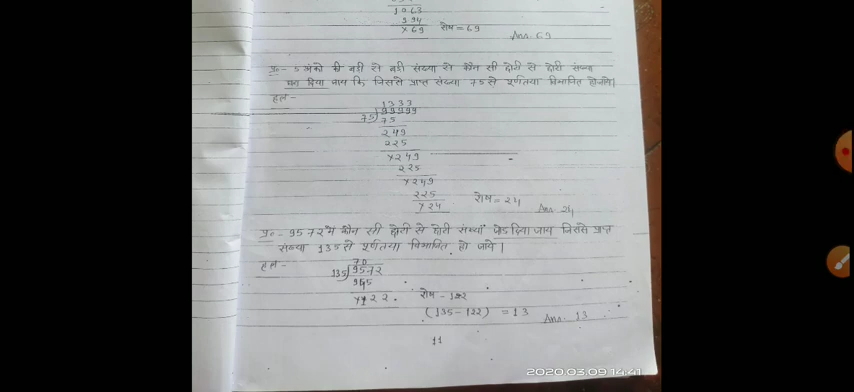 1063
994
×69 शेष = 69
Ans. 69
प्र०- 5 अंको की बडी से बडी संख्या से कौन सी छोटी से छोटी संख्या
घटा दिया जाय कि जिससे प्राप्त संख्या 75 से पूर्णतया विभाजित होजाये।
हल-
1333
75)99999
75
249
225
×249
225
×249
225
×24 शेष = 24
Ans 24
प्र०- 9572 में कौन सी छोटी से छोटी संख्या जोड दिया जाय जिससे प्राप्त
संख्या 135 से पूर्णतया विभाजित हो जाये।
हल-
70
135)9572
945
×122. शेष - 122
(135-122) = 13 Ans. 13
11
2020.03.09 14:41